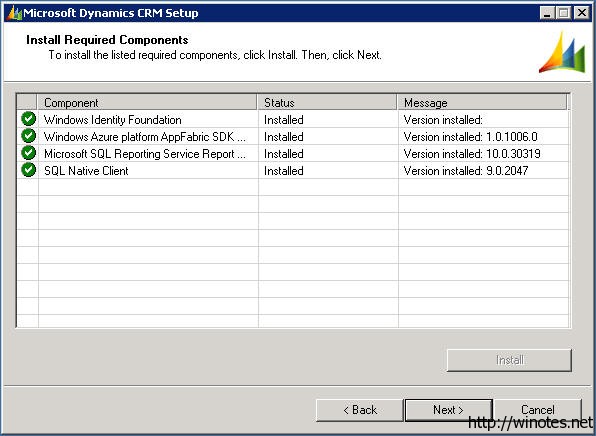 Microsoft Dynamics CRM Setup
Install Required Components
To install the listed required components, click Install. Then, click Next.
Component Status Message
Windows Identity Foundation Installed Version installed:
Windows Azure platform AppFabric SDK ... Installed Version installed: 1.0.1006.0
Microsoft SQL Reporting Service Report ... Installed Version installed: 10.0.30319
SQL Native Client Installed Version installed: 9.0.2047
Install
< Back Next > Cancel
http://winotes.net